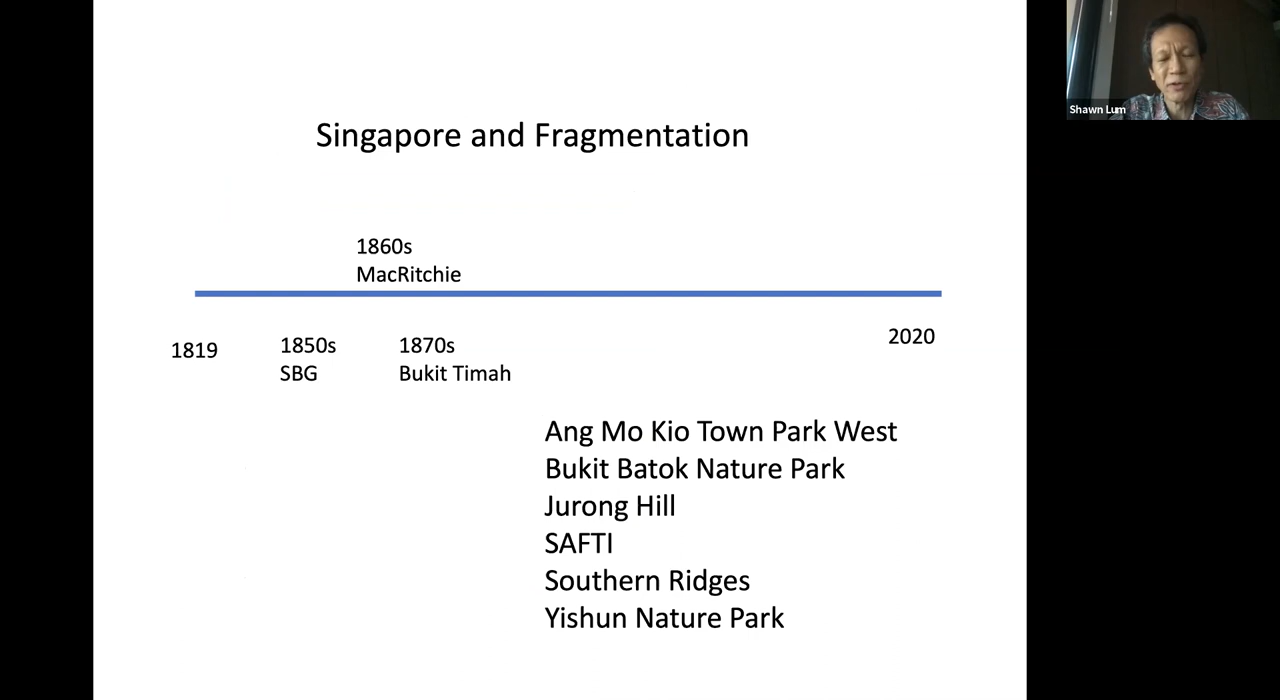 Singapore and Fragmentation
1860s
MacRitchie
1819
1850s
SBG
1870s
Bukit Timah
2020
Ang Mo Kio Town Park West
Bukit Batok Nature Park
Jurong Hill
SAFTI
Southern Ridges
Yishun Nature Park
Shawn Lum